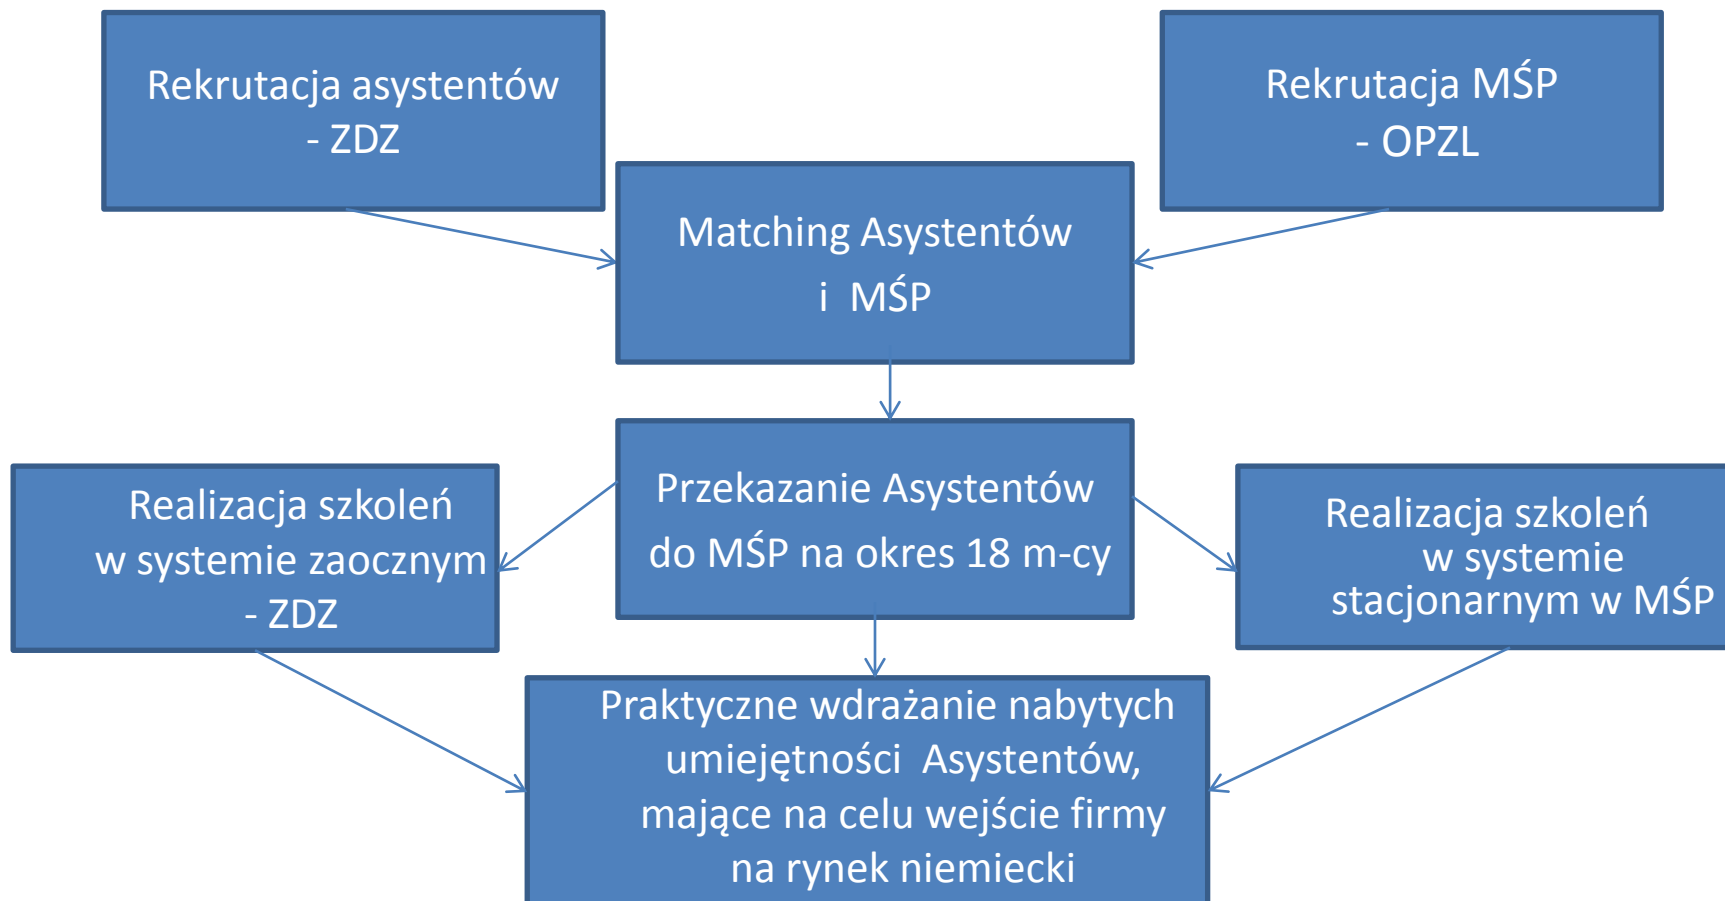 Rekrutacja asystentów
- ZDZ
Rekrutacja MŚP
- OPZL
Matching Asystentów
i MŚP
Przekazanie Asystentów
do MŚP na okres 18 m-cy
Realizacja szkoleń
w systemie zaocznym
- ZDZ
Realizacja szkoleń
w systemie
stacjonarnym w MŚP
Praktyczne wdrażanie nabytych
umiejętności Asystentów,
mające na celu wejście firmy
na rynek niemiecki